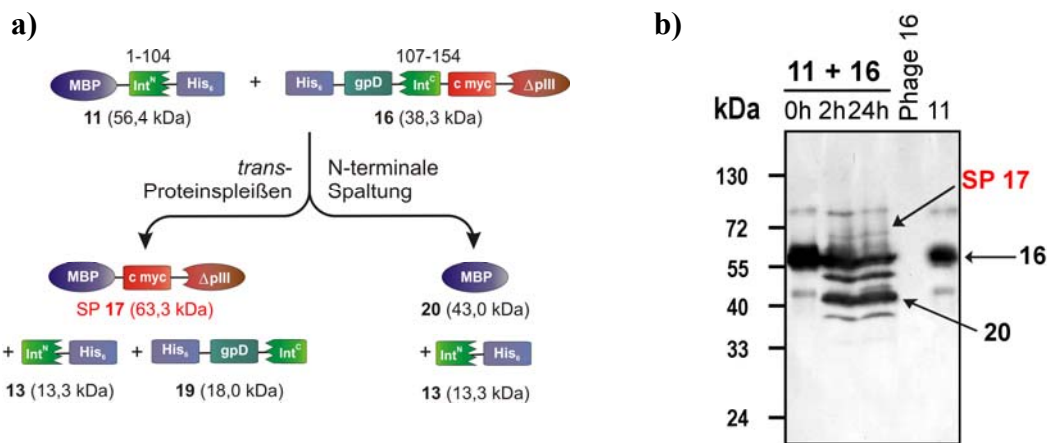 a)
1-104
107-154
MBP
Int^N
His₆
+
His₆
gpD
Int^C
c myc
ΔpIII
11 (56,4 kDa)
16 (38,3 kDa)
trans-
Proteinspleißen
N-terminale
Spaltung
MBP
c myc
ΔpIII
SP 17 (63,3 kDa)
MBP
20 (43,0 kDa)
+
Int^N
His₆
+
His₆
gpD
Int^C
+
Int^N
His₆
13 (13,3 kDa)
19 (18,0 kDa)
13 (13,3 kDa)
b)
11 + 16
Phage 16
kDa
0h 2h 24h
11
130
72
55
40
33
24
SP 17
16
20